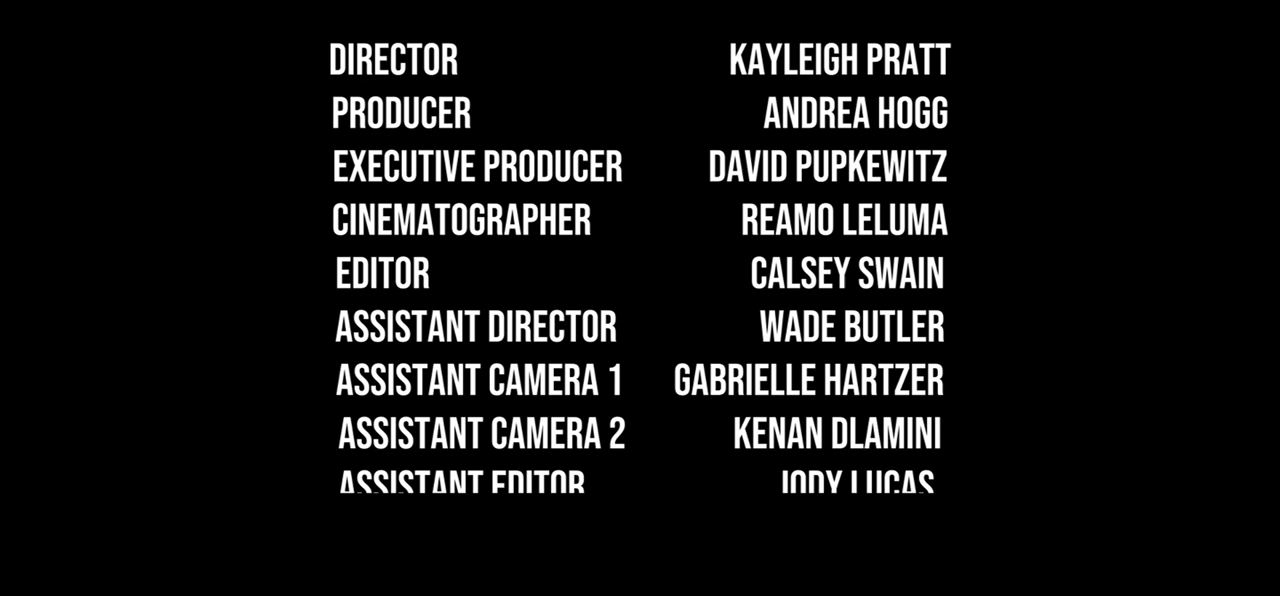 DIRECTOR KAYLEIGH PRATT
PRODUCER ANDREA HOGG
EXECUTIVE PRODUCER DAVID PUPKEWITZ
CINEMATOGRAPHER REAMO LELUMA
EDITOR CALSEY SWAIN
ASSISTANT DIRECTOR WADE BUTLER
ASSISTANT CAMERA 1 GABRIELLE HARTZER
ASSISTANT CAMERA 2 KENAN DLAMINI
ASSISTANT EDITOR JODY LUCAS